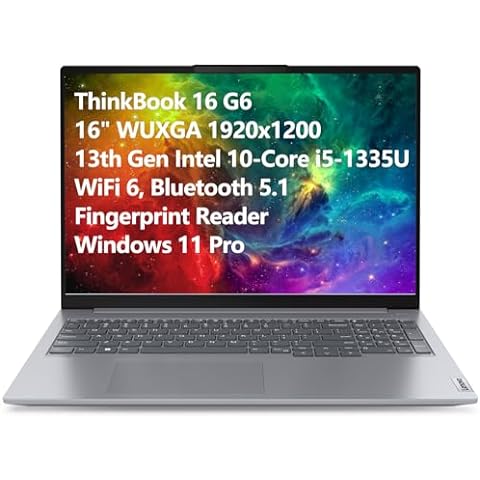 ThinkBook 16 G6
16" WUXGA 1920x1200
13th Gen Intel 10-Core i5-1335U
WiFi 6, Bluetooth 5.1
Fingerprint Reader
Windows 11 Pro
Lenovo